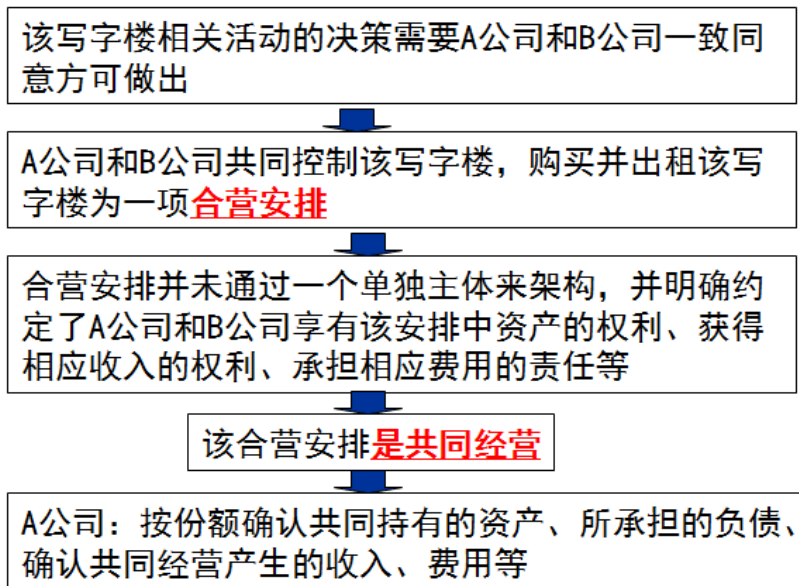 该写字楼相关活动的决策需要A公司和B公司一致同
意方可做出
A公司和B公司共同控制该写字楼，购买并出租该写
字楼为一项合营安排
合营安排并未通过一个单独主体来架构，并明确约
定了A公司和B公司享有该安排中资产的权利、获得
相应收入的权利、承担相应费用的责任等
该合营安排是共同经营
A公司：按份额确认共同持有的资产、所承担的负债、
确认共同经营产生的收入、费用等